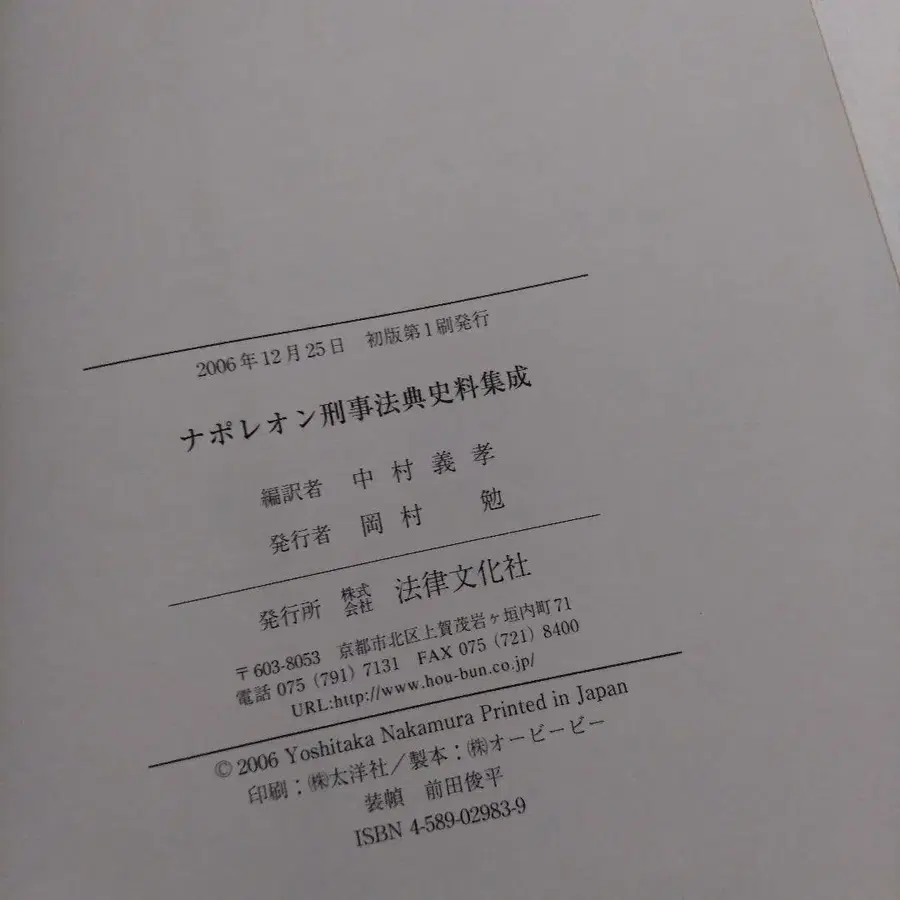 2006年12月25日　初版第1刷発行
ナポレオン刑事法典史料集成
編訳者　中村義孝
発行者　岡村　勉
発行所　株式会社　法律文化社
〒603-8053　京都市北区上賀茂岩ヶ垣内町71
電話 075 (791) 7131　FAX 075 (721) 8400
URL:http://www.hou-bun.co.jp/
© 2006 Yoshitaka Nakamura Printed in Japan
印刷：㈱太洋社／製本：㈱オービービー
装幀　前田俊平
ISBN 4-589-02983-9